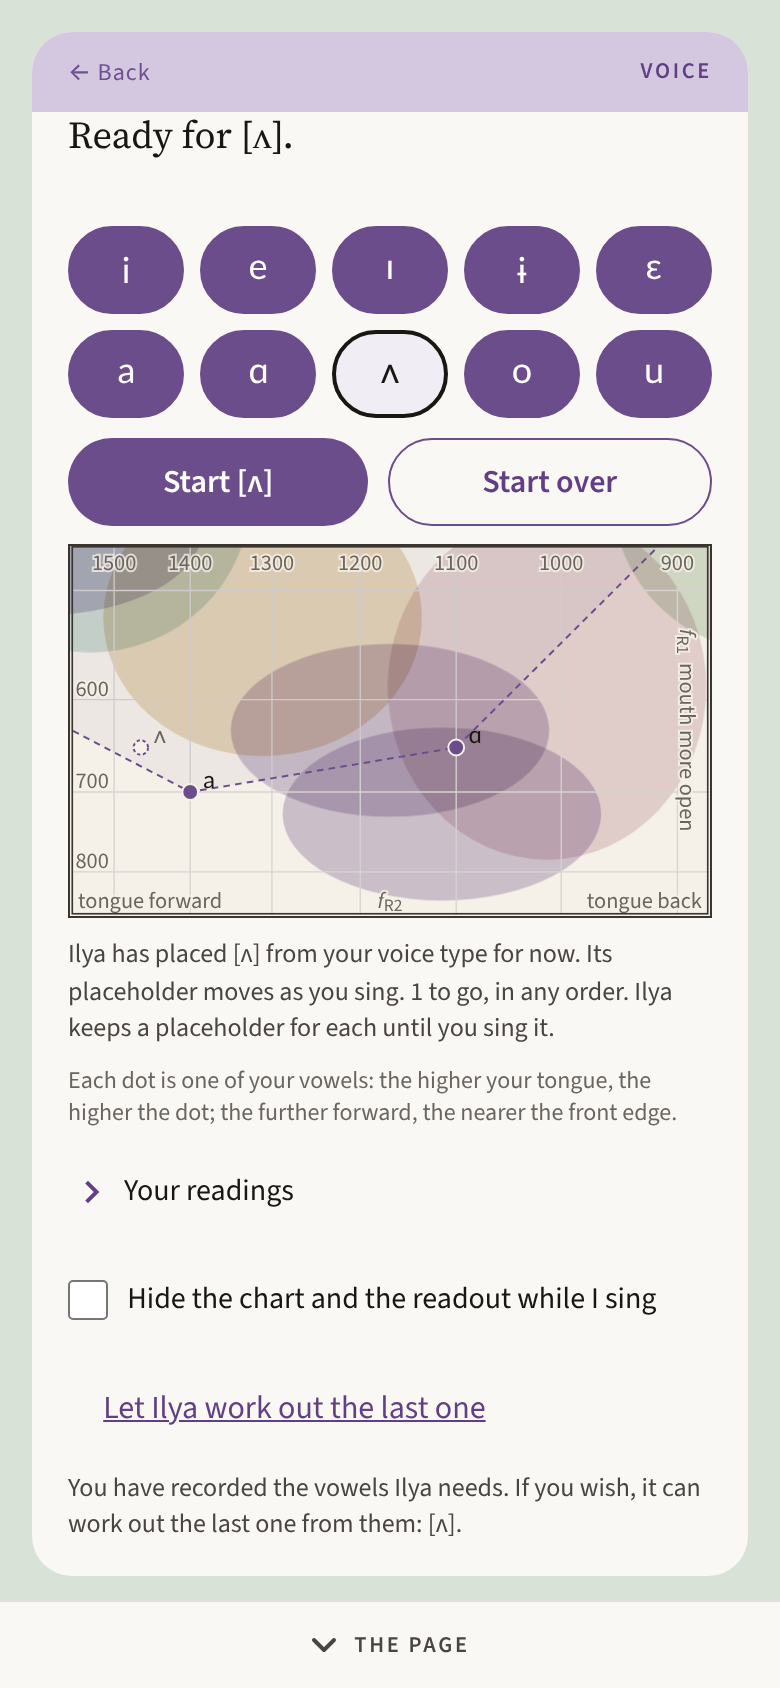 ← Back
VOICE
Ready for [ʌ].
i e ɪ ɨ ɛ
a ɑ ʌ o u
Start [ʌ]
Start over
1500 1400 1300 1200 1100 1000 900
fR1 mouth more open
600
ʌ
ɑ
700
a
800
tongue forward
fR2
tongue back
Ilya has placed [ʌ] from your voice type for now. Its
placeholder moves as you sing. 1 to go, in any order. Ilya
keeps a placeholder for each until you sing it.
Each dot is one of your vowels: the higher your tongue, the
higher the dot; the further forward, the nearer the front edge.
Your readings
Hide the chart and the readout while I sing
Let Ilya work out the last one
You have recorded the vowels Ilya needs. If you wish, it can
work out the last one from them: [ʌ].
THE PAGE